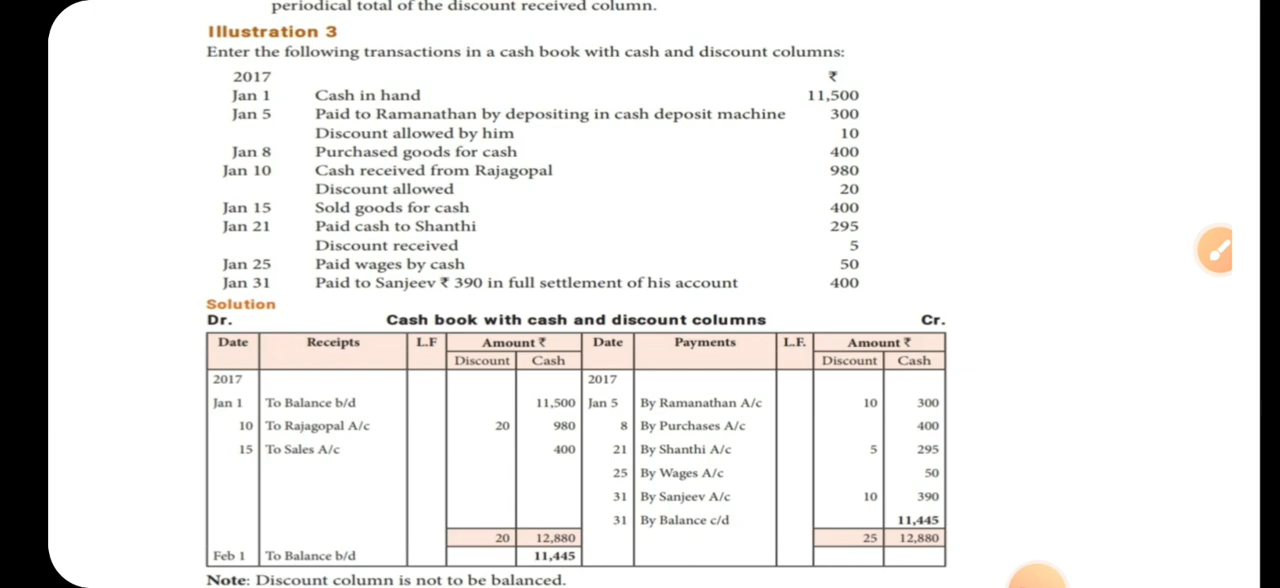 periodical total of the discount received column.
Illustration 3
Enter the following transactions in a cash book with cash and discount columns:
2017 ₹
Jan 1 Cash in hand 11,500
Jan 5 Paid to Ramanathan by depositing in cash deposit machine 300
Discount allowed by him 10
Jan 8 Purchased goods for cash 400
Jan 10 Cash received from Rajagopal 980
Discount allowed 20
Jan 15 Sold goods for cash 400
Jan 21 Paid cash to Shanthi 295
Discount received 5
Jan 25 Paid wages by cash 50
Jan 31 Paid to Sanjeev ₹ 390 in full settlement of his account 400
Solution
Dr. Cash book with cash and discount columns Cr.
Date Receipts L.F Amount ₹ Date Payments L.F. Amount ₹
Discount Cash Discount Cash
2017 2017
Jan 1 To Balance b/d 11,500 Jan 5 By Ramanathan A/c 10 300
10 To Rajagopal A/c 20 980 8 By Purchases A/c 400
15 To Sales A/c 400 21 By Shanthi A/c 5 295
25 By Wages A/c 50
31 By Sanjeev A/c 10 390
31 By Balance c/d 11,445
20 12,880 25 12,880
Feb 1 To Balance b/d 11,445
Note: Discount column is not to be balanced.